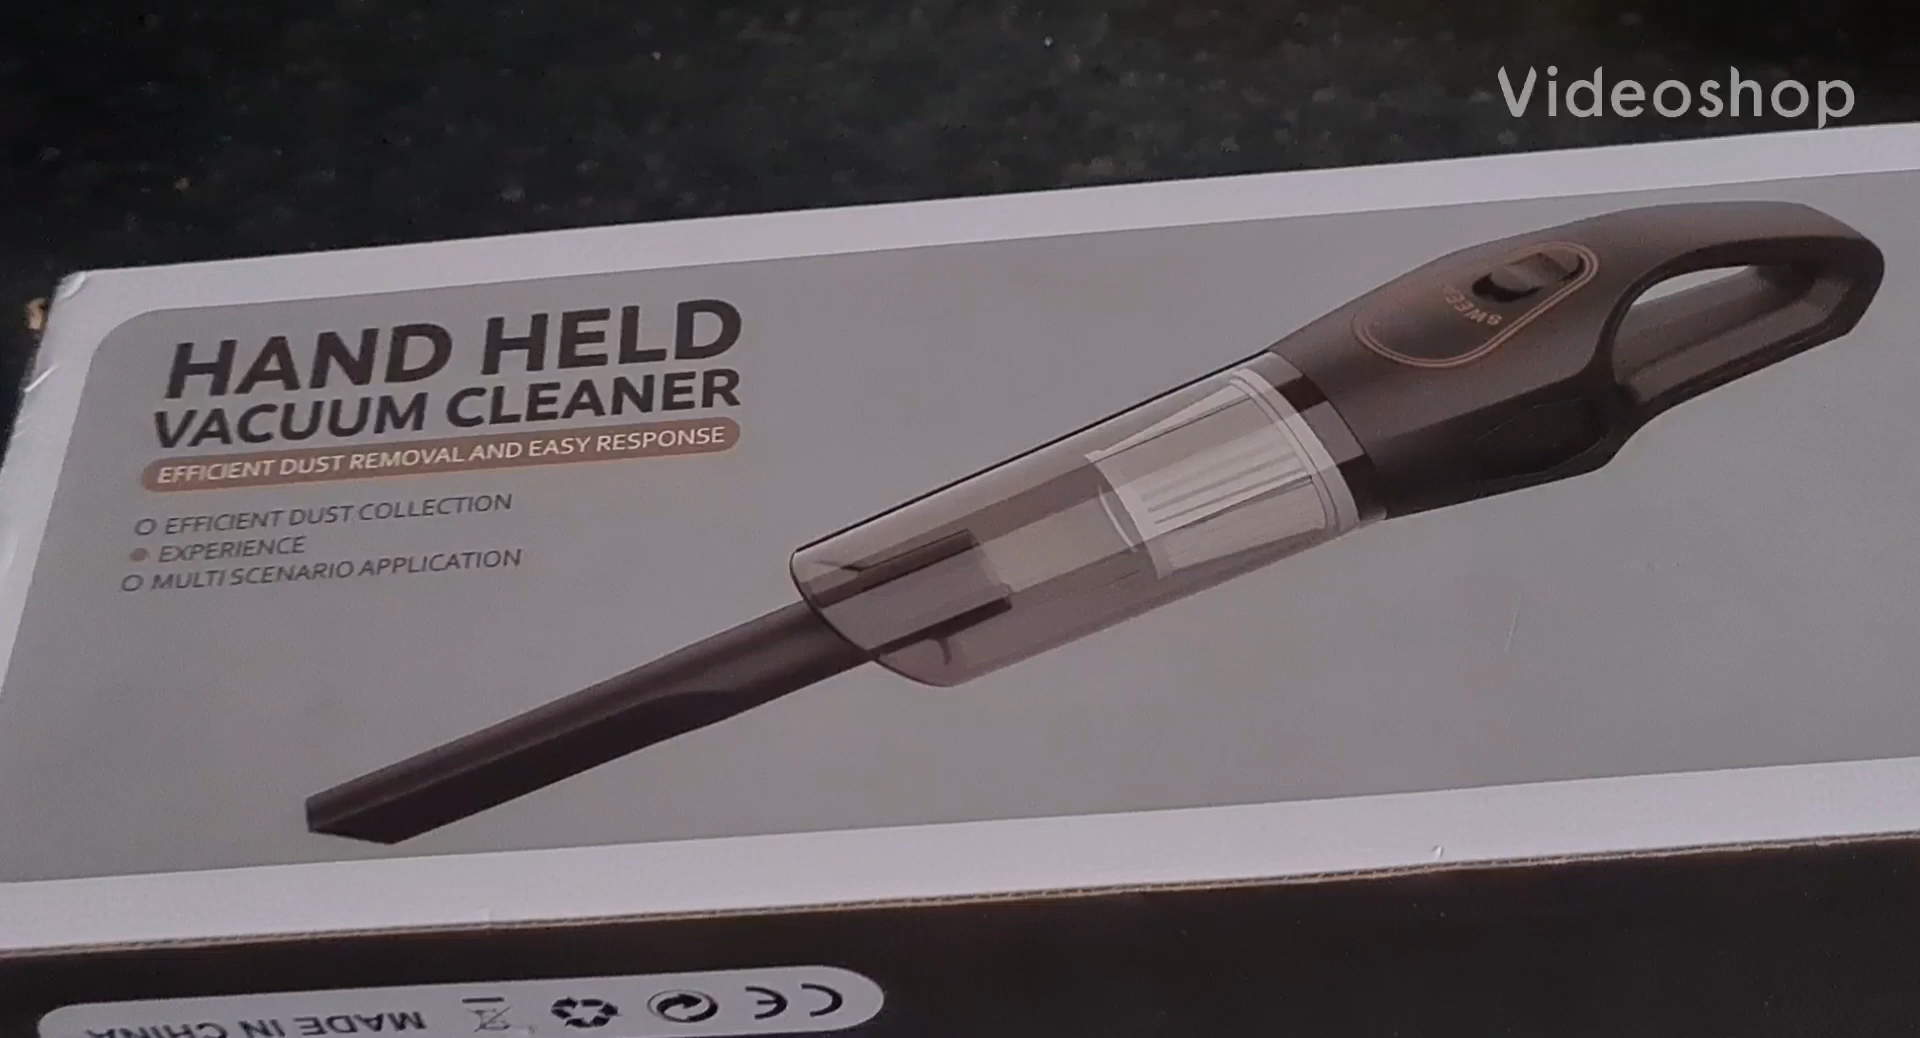 Videoshop
HAND HELD
VACUUM CLEANER
EFFICIENT DUST REMOVAL AND EASY RESPONSE
EFFICIENT DUST COLLECTION
EXPERIENCE
MULTI SCENARIO APPLICATION
CE
MADE IN CHINA